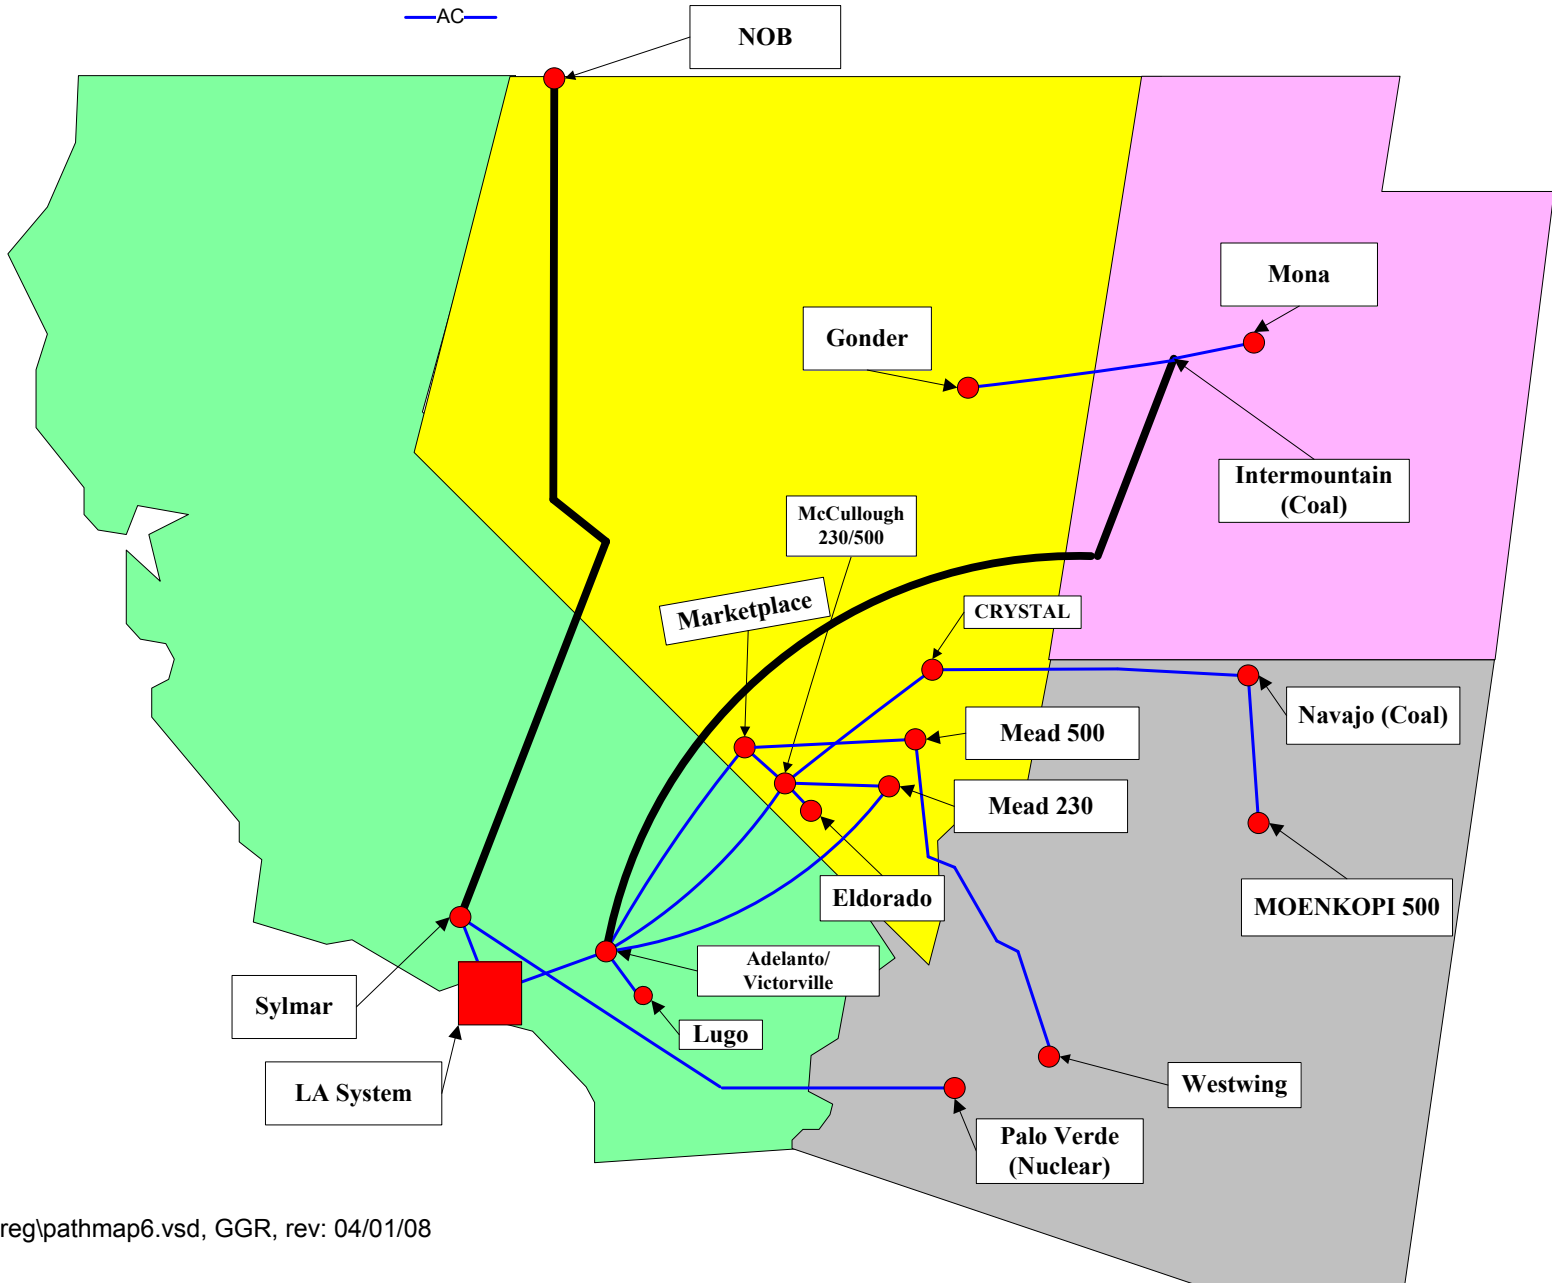 AC
NOB
Mona
Gonder
Intermountain
(Coal)
McCullough
230/500
Marketplace
CRYSTAL
Navajo (Coal)
Mead 500
Mead 230
Eldorado
MOENKOPI 500
Adelanto/
Victorville
Sylmar
Lugo
LA System
Westwing
Palo Verde
(Nuclear)
reg\pathmap6.vsd, GGR, rev: 04/01/08